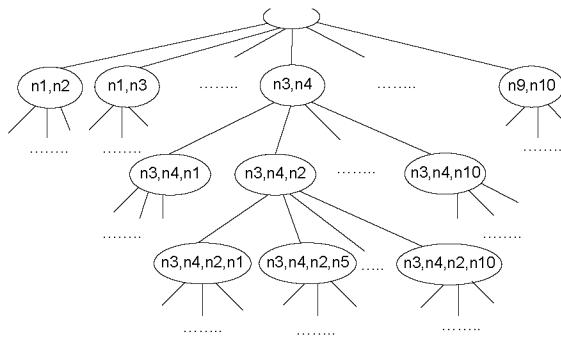 n1,n2 n1,n3 ........ n3,n4 ........ n9,n10
........ ........ ........
n3,n4,n1 n3,n4,n2 ........ n3,n4,n10
........ ........
n3,n4,n2,n1 n3,n4,n2,n5 ..... n3,n4,n2,n10
........ ........ ........